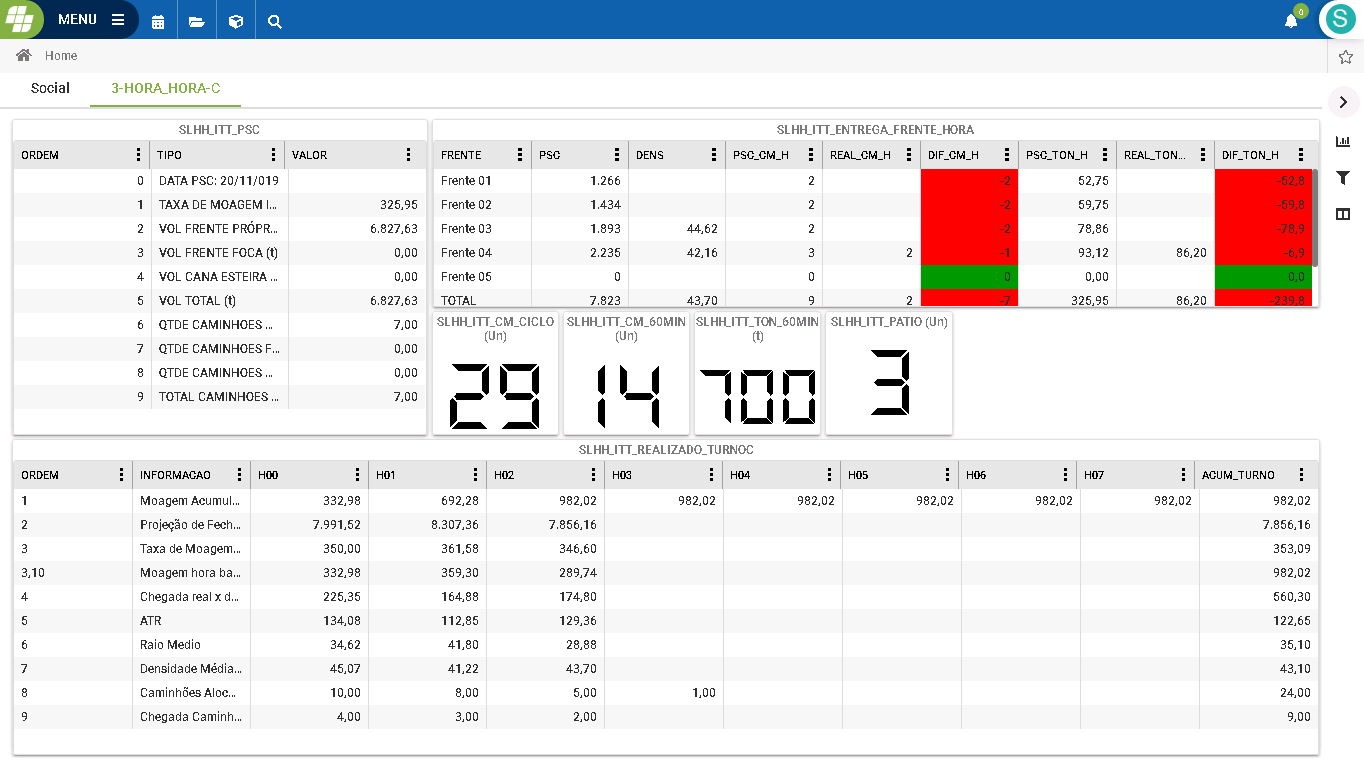 MENU
0
S
Home
Social 3-HORA_HORA-C
SLHH_ITT_PSC
ORDEM TIPO VALOR
0 DATA PSC: 20/11/019
1 TAXA DE MOAGEM I... 325,95
2 VOL FRENTE PRÓPR... 6.827,63
3 VOL FRENTE FOCA (t) 0,00
4 VOL CANA ESTEIRA ... 0,00
5 VOL TOTAL (t) 6.827,63
6 QTDE CAMINHOES ... 7,00
7 QTDE CAMINHOES F... 0,00
8 QTDE CAMINHOES ... 0,00
9 TOTAL CAMINHOES ... 7,00
SLHH_ITT_ENTREGA_FRENTE_HORA
FRENTE PSC DENS PSC_CM_H REAL_CM_H DIF_CM_H PSC_TON_H REAL_TON... DIF_TON_H
Frente 01 1.266 2 -2 52,75 -52,8
Frente 02 1.434 2 -2 59,75 -59,8
Frente 03 1.893 44,62 2 -2 78,86 -78,9
Frente 04 2.235 42,16 3 2 -1 93,12 86,20 -6,9
Frente 05 0 0 0 0,00 0,0
TOTAL 7.823 43,70 9 2 -7 325,95 86,20 -239,8
SLHH_ITT_CM_CICLO
(Un)
29
SLHH_ITT_CM_60MIN
(Un)
14
SLHH_ITT_TON_60MIN
(t)
700
SLHH_ITT_PATIO (Un)
3
SLHH_ITT_REALIZADO_TURNOC
ORDEM INFORMACAO H00 H01 H02 H03 H04 H05 H06 H07 ACUM_TURNO
1 Moagem Acumul... 332,98 692,28 982,02 982,02 982,02 982,02 982,02 982,02 982,02
2 Projeção de Fech... 7.991,52 8.307,36 7.856,16 7.856,16
3 Taxa de Moagem... 350,00 361,58 346,60 353,09
3,10 Moagem hora ba... 332,98 359,30 289,74 982,02
4 Chegada real x d... 225,35 164,88 174,80 560,30
5 ATR 134,08 112,85 129,36 122,65
6 Raio Medio 34,62 41,80 28,88 35,10
7 Densidade Média... 45,07 41,22 43,70 43,10
8 Caminhões Aloc... 10,00 8,00 5,00 1,00 24,00
9 Chegada Caminh... 4,00 3,00 2,00 9,00